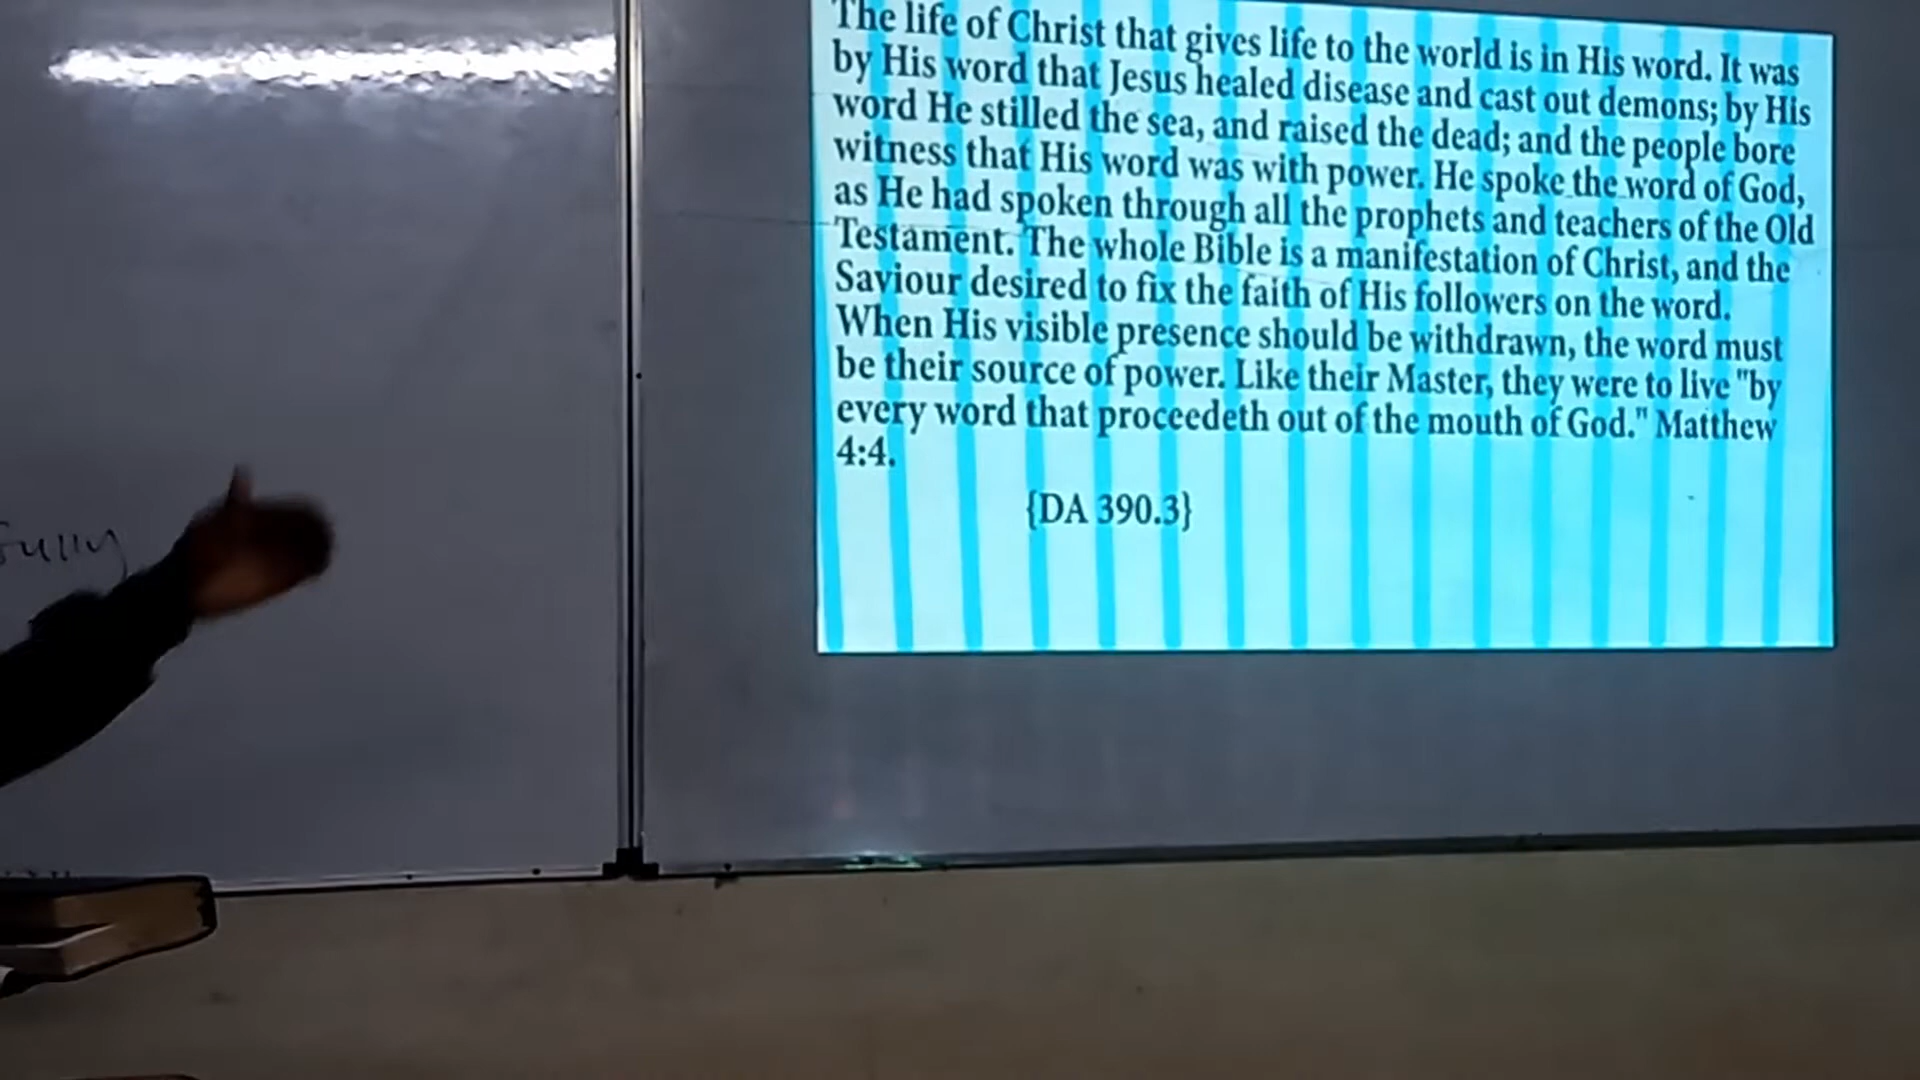 The life of Christ that gives life to the world is in His word. It was
by His word that Jesus healed disease and cast out demons; by His
word He stilled the sea, and raised the dead; and the people bore
witness that His word was with power. He spoke the word of God,
as He had spoken through all the prophets and teachers of the Old
Testament. The whole Bible is a manifestation of Christ, and the
Saviour desired to fix the faith of His followers on the word.
When His visible presence should be withdrawn, the word must
be their source of power. Like their Master, they were to live "by
every word that proceedeth out of the mouth of God." Matthew
4:4.
{DA 390.3}